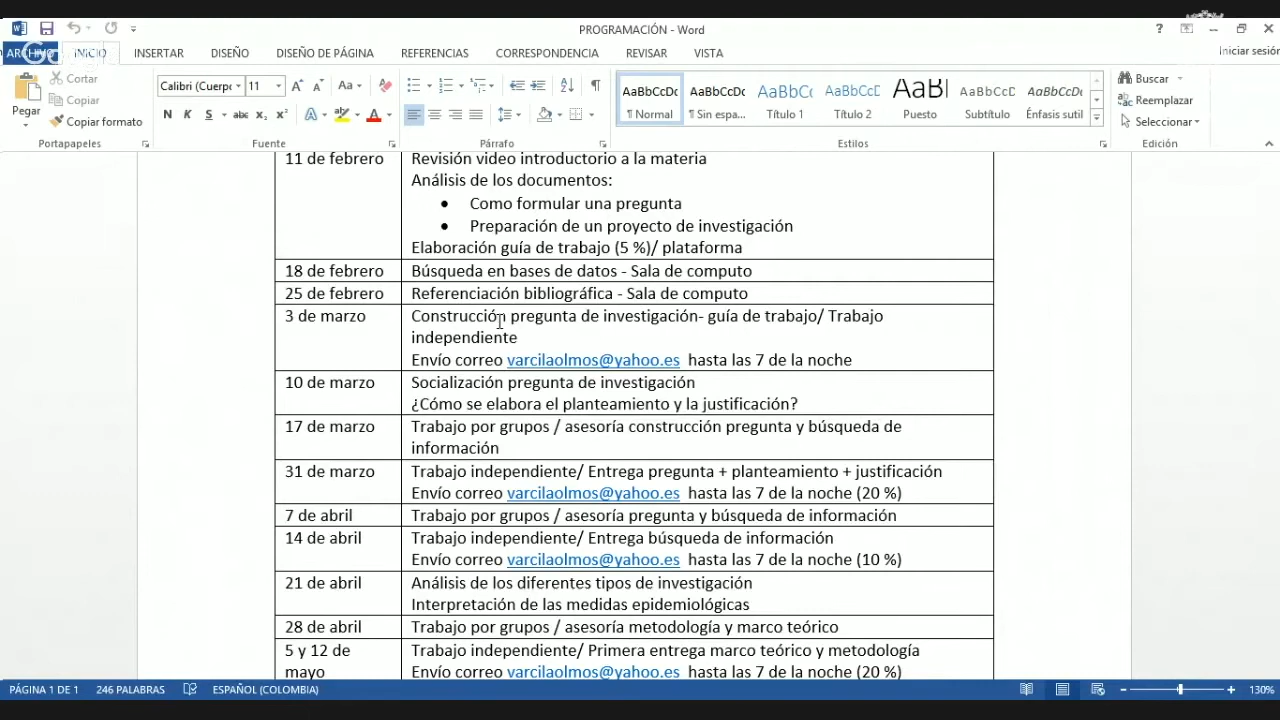 PROGRAMACIÓN - Word
ARCHIVO INICIO INSERTAR DISEÑO DISEÑO DE PÁGINA REFERENCIAS CORRESPONDENCIA REVISAR VISTA Iniciar sesión
Pegar
Cortar
Copiar
Copiar formato
Calibri (Cuerpo 11
N K S abc x₂ x²
AaBbCcDc AaBbCcDc AaBbCc AaBbCcD AaBl AaBbCcD AaBbCcDt
¶ Normal ¶ Sin espa... Título 1 Título 2 Puesto Subtítulo Énfasis sutil
Buscar
Reemplazar
Seleccionar
Portapapeles Fuente Párrafo Estilos Edición
11 de febrero Revisión video introductorio a la materia
Análisis de los documentos:
• Como formular una pregunta
• Preparación de un proyecto de investigación
Elaboración guía de trabajo (5 %)/ plataforma
18 de febrero Búsqueda en bases de datos - Sala de computo
25 de febrero Referenciación bibliográfica - Sala de computo
3 de marzo Construcción pregunta de investigación- guía de trabajo/ Trabajo
independiente
Envío correo varcilaolmos@yahoo.es hasta las 7 de la noche
10 de marzo Socialización pregunta de investigación
¿Cómo se elabora el planteamiento y la justificación?
17 de marzo Trabajo por grupos / asesoría construcción pregunta y búsqueda de
información
31 de marzo Trabajo independiente/ Entrega pregunta + planteamiento + justificación
Envío correo varcilaolmos@yahoo.es hasta las 7 de la noche (20 %)
7 de abril Trabajo por grupos / asesoría pregunta y búsqueda de información
14 de abril Trabajo independiente/ Entrega búsqueda de información
Envío correo varcilaolmos@yahoo.es hasta las 7 de la noche (10 %)
21 de abril Análisis de los diferentes tipos de investigación
Interpretación de las medidas epidemiológicas
28 de abril Trabajo por grupos / asesoría metodología y marco teórico
5 y 12 de Trabajo independiente/ Primera entrega marco teórico y metodología
mayo Envío correo varcilaolmos@yahoo.es hasta las 7 de la noche (20 %)
PÁGINA 1 DE 1 246 PALABRAS ESPAÑOL (COLOMBIA) 130%